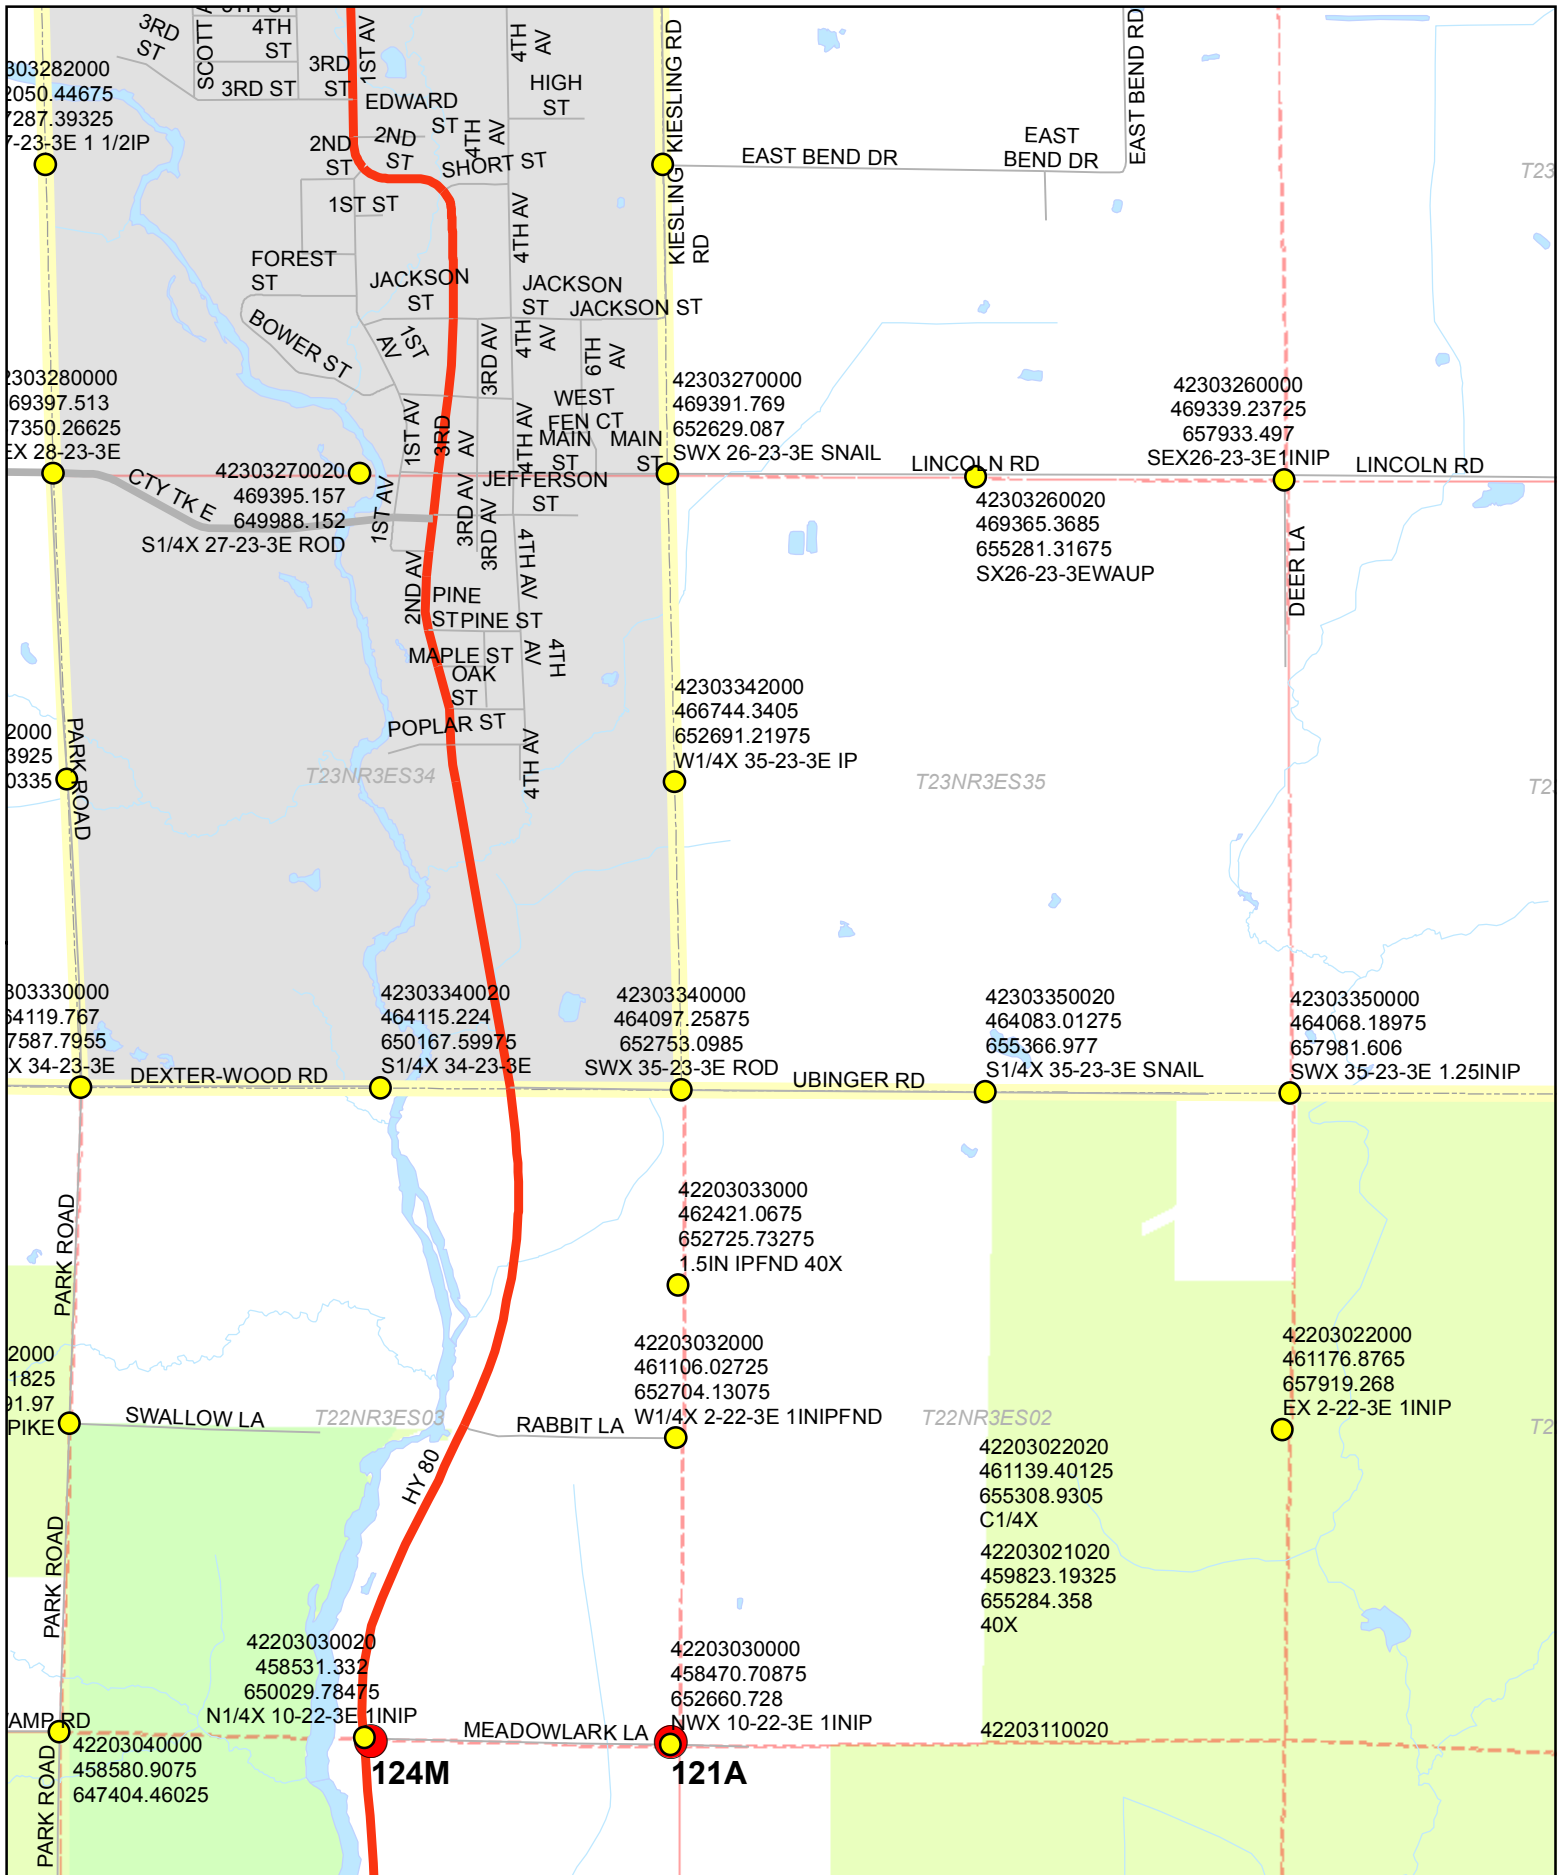 3RD
ST
SCOTT A
4TH
ST
3RD ST
3RD
ST
1ST AV
4TH
AV
HIGH
ST
KIESLING RD
KIESLING
RD
EAST BEND RD
EAST
BEND DR
EAST BEND DR
303282000
2050.44675
7287.39325
7-23-3E 1 1/2IP
EDWARD
ST
2ND
ST
2ND
ST
4TH
AV
SHORT ST
T23
1ST ST
4TH AV
FOREST
ST
JACKSON
ST
JACKSON
ST
JACKSON ST
BOWER ST
1ST
AV
3RD AV
4TH
AV
6TH
AV
2303280000
69397.513
7350.26625
EX 28-23-3E
WEST
FEN CT
42303270000
469391.769
652629.087
SWX 26-23-3E SNAIL
42303260000
469339.23725
657933.497
SEX26-23-3E1INIP
1ST AV
3RD
AV
4TH AV
MAIN
ST
MAIN
ST
LINCOLN RD
LINCOLN RD
CTY TK E
42303270020
469395.157
649988.152
S1/4X 27-23-3E ROD
1ST AV
3RD AV
3RD AV
JEFFERSON
ST
42303260020
469365.3685
655281.31675
SX26-23-3EWAUP
DEER LA
2ND AV
4TH AV
PINE
ST
PINE ST
MAPLE ST
4TH
AV
OAK
ST
POPLAR ST
4TH AV
42303342000
466744.3405
652691.21975
W1/4X 35-23-3E IP
2000
3925
0335
PARK ROAD
T23NR3ES34
T23NR3ES35
303330000
64119.767
7587.7955
X 34-23-3E
42303340020
464115.224
650167.59975
S1/4X 34-23-3E
42303340000
464097.25875
652753.0985
SWX 35-23-3E ROD
42303350020
464083.01275
655366.977
S1/4X 35-23-3E SNAIL
42303350000
464068.18975
657981.606
SWX 35-23-3E 1.25INIP
DEXTER-WOOD RD
UBINGER RD
PARK ROAD
42203033000
462421.0675
652725.73275
1.5IN IPFND 40X
2000
1825
91.97
PIKE
42203032000
461106.02725
652704.13075
W1/4X 2-22-3E 1INIPFND
42203022000
461176.8765
657919.268
EX 2-22-3E 1INIP
SWALLOW LA
T22NR3ES03
RABBIT LA
T22NR3ES02
HY 80
42203022020
461139.40125
655308.9305
C1/4X
42203021020
459823.19325
655284.358
40X
PARK ROAD
42203030020
458531.332
650029.78475
N1/4X 10-22-3E 1INIP
42203030000
458470.70875
652660.728
NWX 10-22-3E 1INIP
AMP RD
MEADOWLARK LA
42203110020
42203040000
458580.9075
647404.46025
124M
121A
PARK ROAD